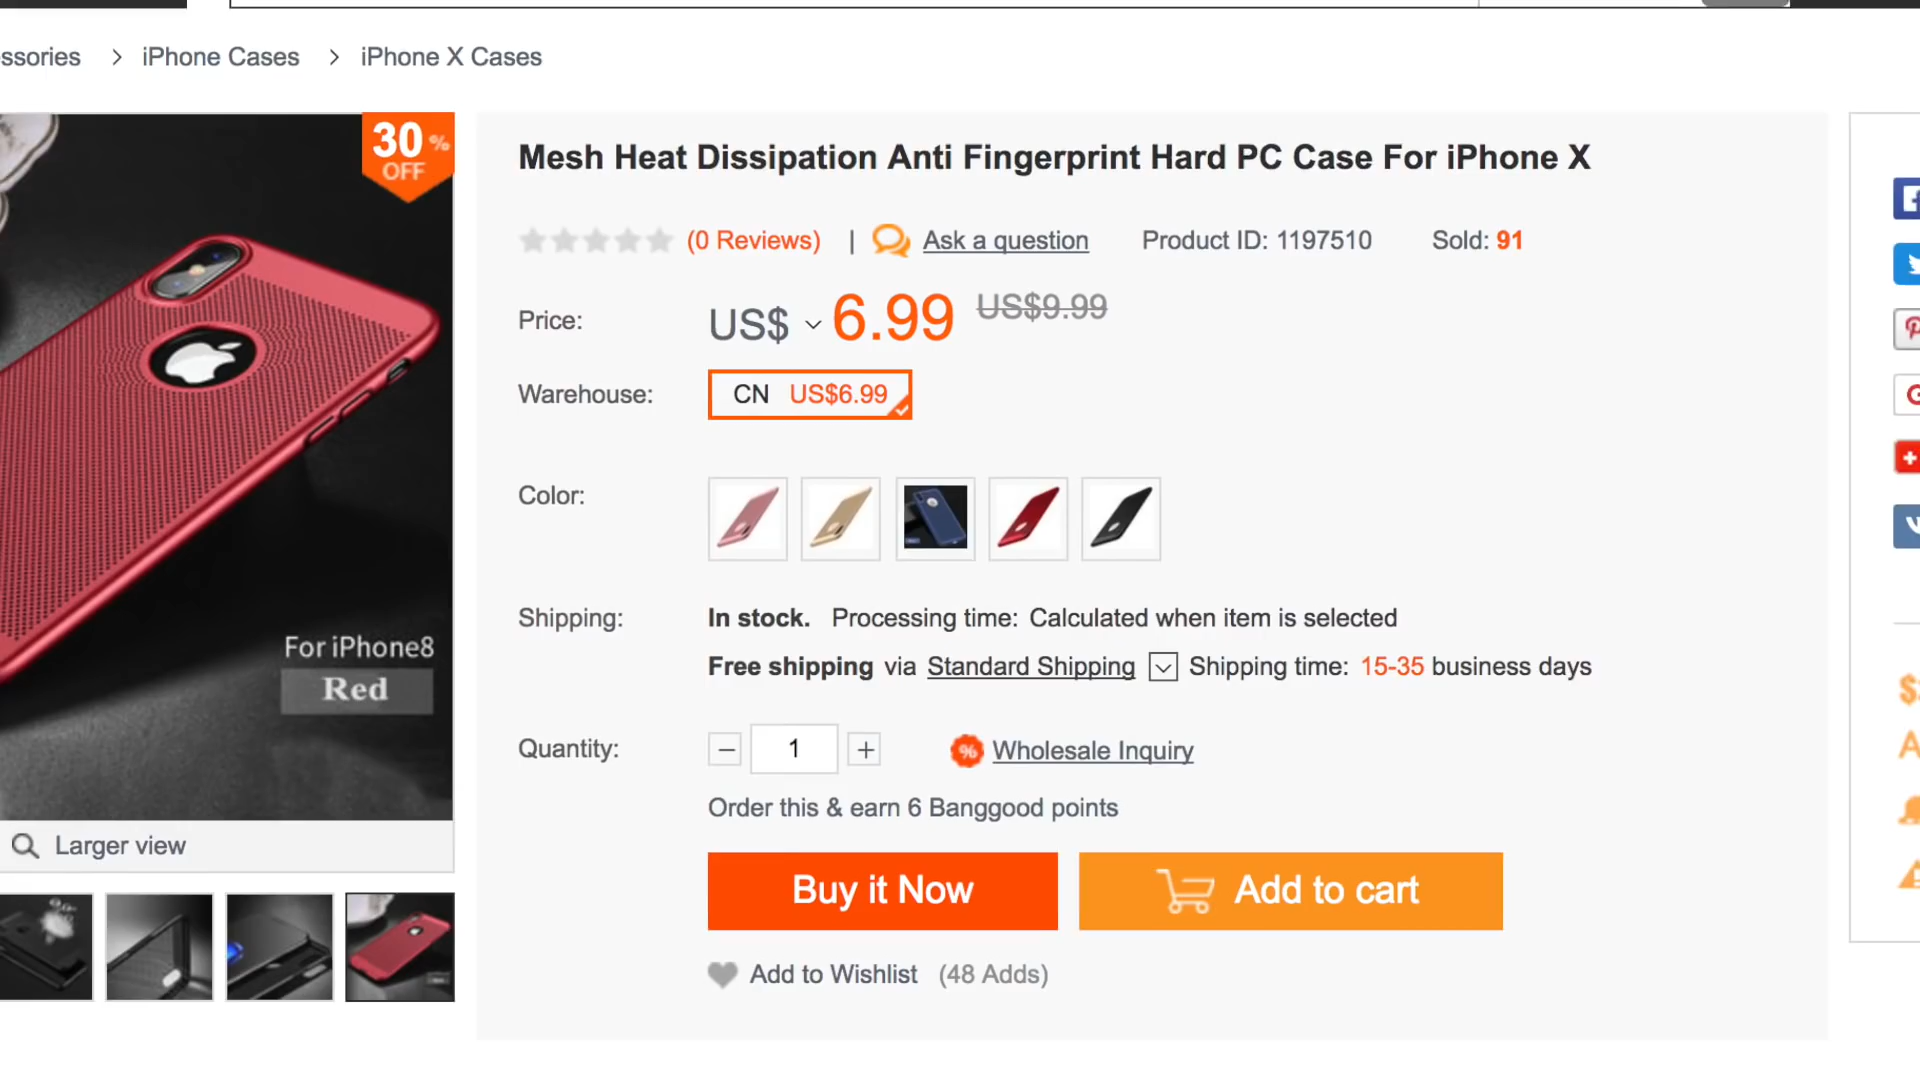 iPhone Cases > iPhone X Cases
30%
OFF
For iPhone8
Red
Larger view
Mesh Heat Dissipation Anti Fingerprint Hard PC Case For iPhone X
(0 Reviews) | Ask a question Product ID: 1197510 Sold: 91
Price: US$ 6.99 US$9.99
Warehouse: CN US$6.99
Color:
Shipping: In stock. Processing time: Calculated when item is selected
Free shipping via Standard Shipping Shipping time: 15-35 business days
Quantity: − 1 + % Wholesale Inquiry
Order this & earn 6 Banggood points
Buy it Now Add to cart
Add to Wishlist (48 Adds)